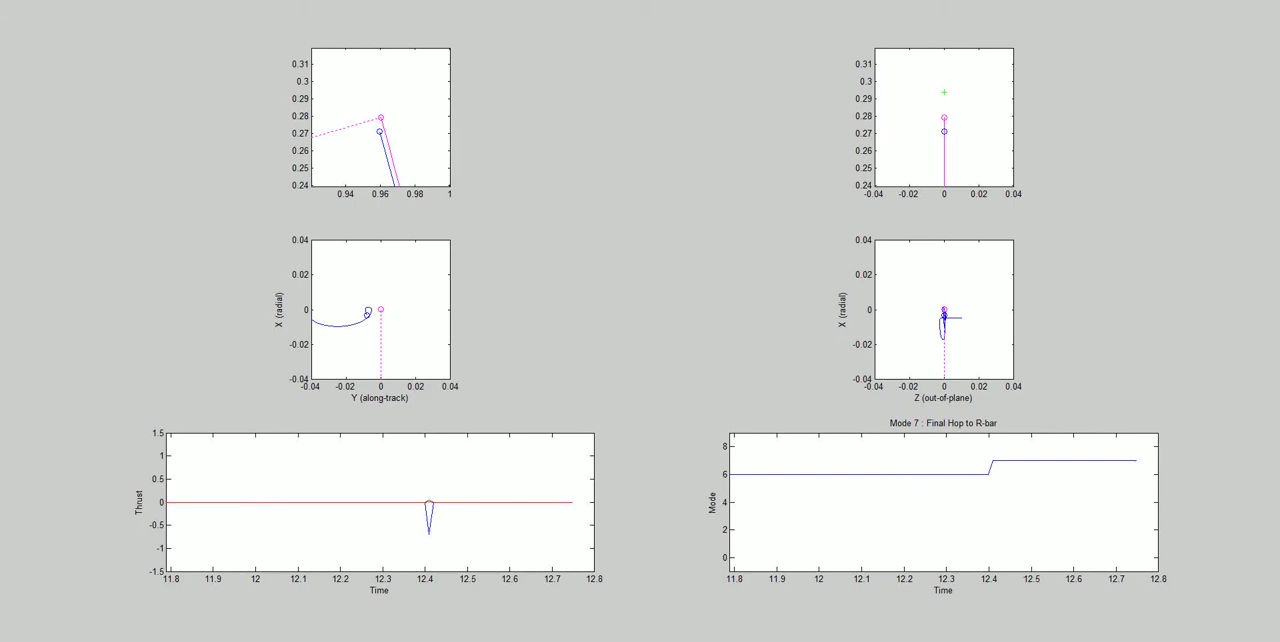 0.31
0.3
0.29
0.28
0.27
0.26
0.25
0.24
0.94 0.96 0.98 1
0.31
0.3
0.29
0.28
0.27
0.26
0.25
0.24
-0.04 -0.02 0 0.02 0.04
0.04
0.02
0
-0.02
-0.04
X (radial)
-0.04 -0.02 0 0.02 0.04
Y (along-track)
0.04
0.02
0
-0.02
-0.04
X (radial)
-0.04 -0.02 0 0.02 0.04
Z (out-of-plane)
1.5
1
0.5
0
-0.5
-1
-1.5
Thrust
11.8 11.9 12 12.1 12.2 12.3 12.4 12.5 12.6 12.7 12.8
Time
Mode 7 : Final Hop to R-bar
8
6
4
2
0
Mode
11.8 11.9 12 12.1 12.2 12.3 12.4 12.5 12.6 12.7 12.8
Time